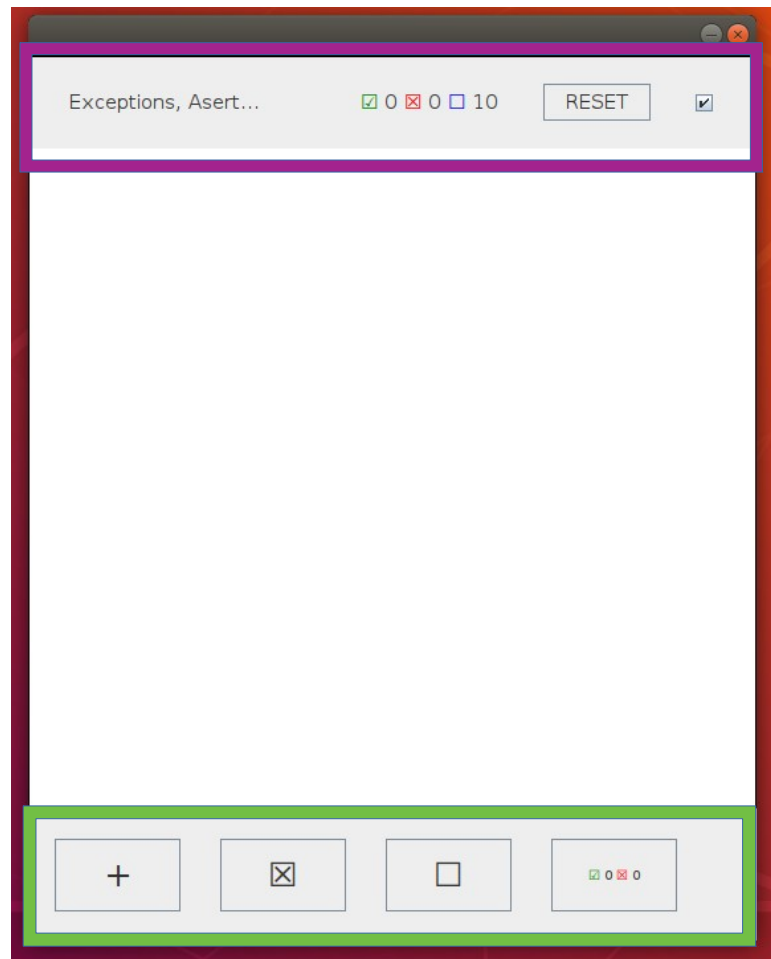 Exceptions, Asert... ☑ 0 ☒ 0 ☐ 10 RESET
+ ☒ ☐ ☑ 0 ☒ 0